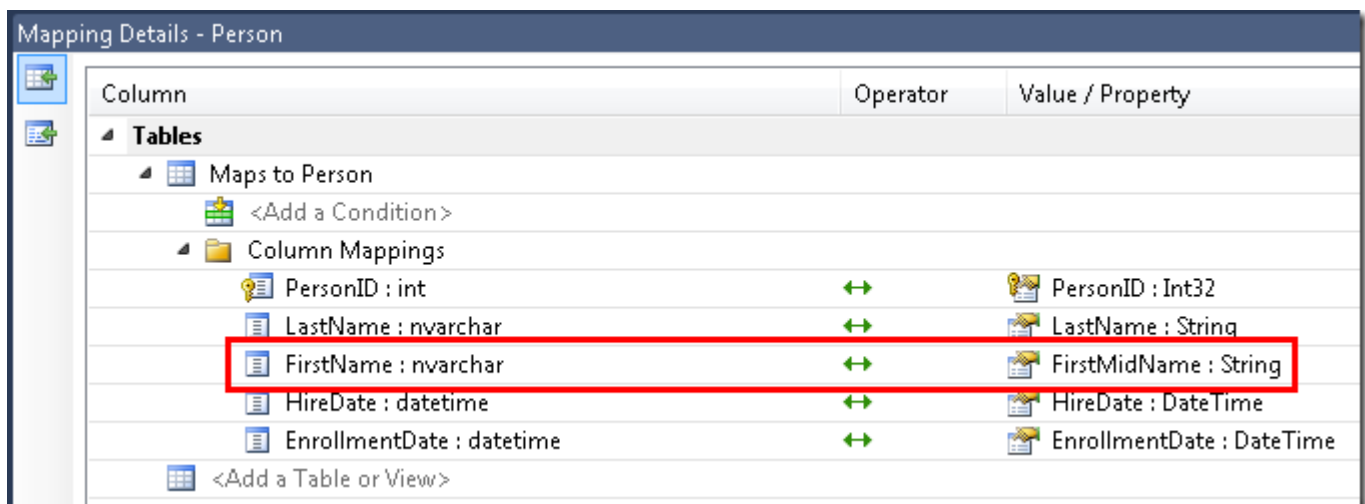 Mapping Details - Person
Column Operator Value / Property
Tables
Maps to Person
<Add a Condition>
Column Mappings
PersonID : int PersonID : Int32
LastName : nvarchar LastName : String
FirstName : nvarchar FirstMidName : String
HireDate : datetime HireDate : DateTime
EnrollmentDate : datetime EnrollmentDate : DateTime
<Add a Table or View>